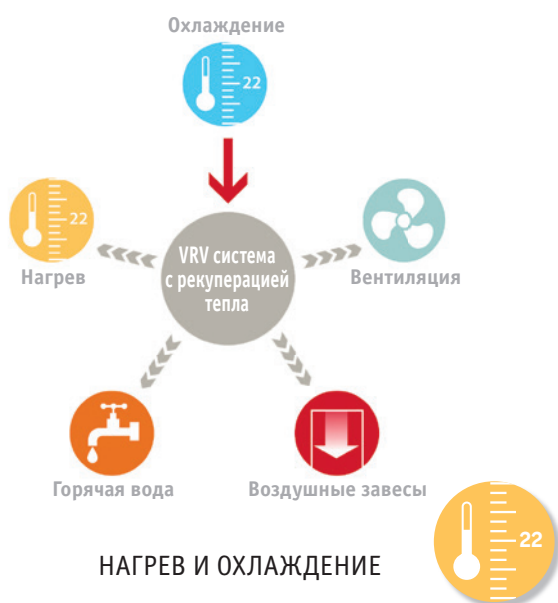 Охлаждение
22
22
Нагрев
VRV система
с рекуперацией
тепла
Вентиляция
Горячая вода
Воздушные завесы
НАГРЕВ И ОХЛАЖДЕНИЕ
22